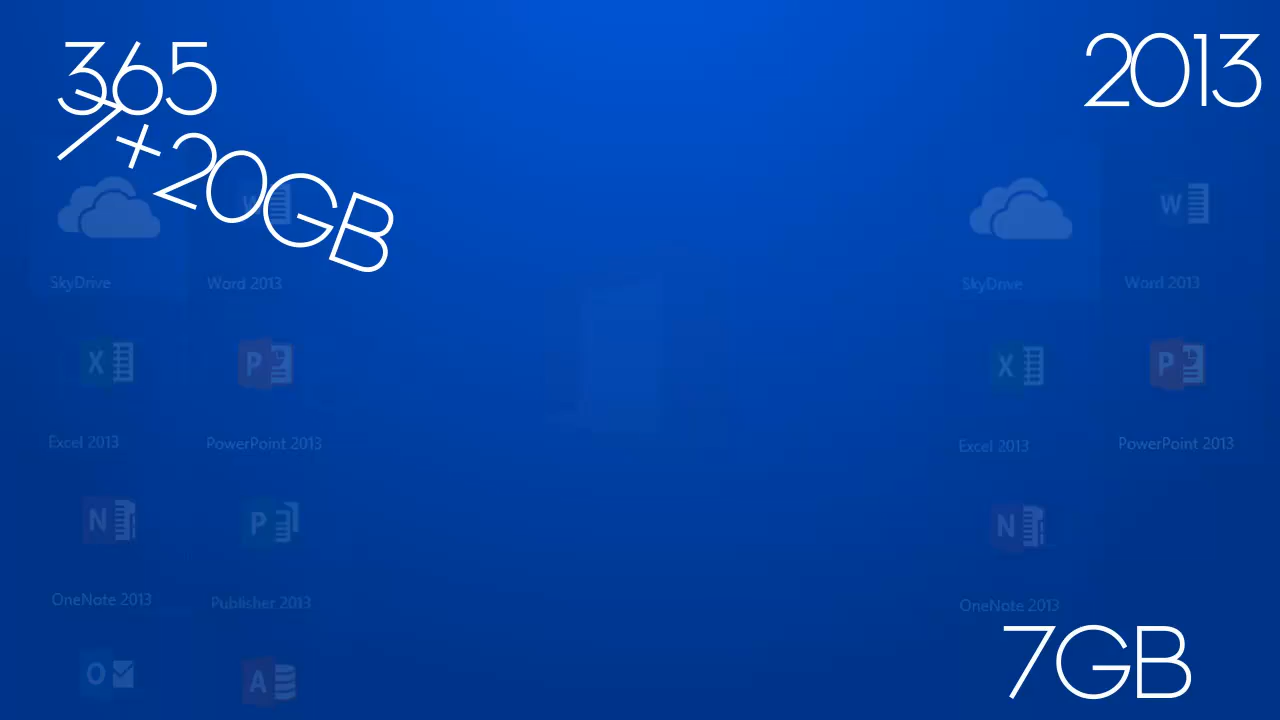 365
2013
7+20GB
SkyDrive
Word 2013
SkyDrive
Word 2013
Excel 2013
PowerPoint 2013
Excel 2013
PowerPoint 2013
OneNote 2013
Publisher 2013
OneNote 2013
7GB